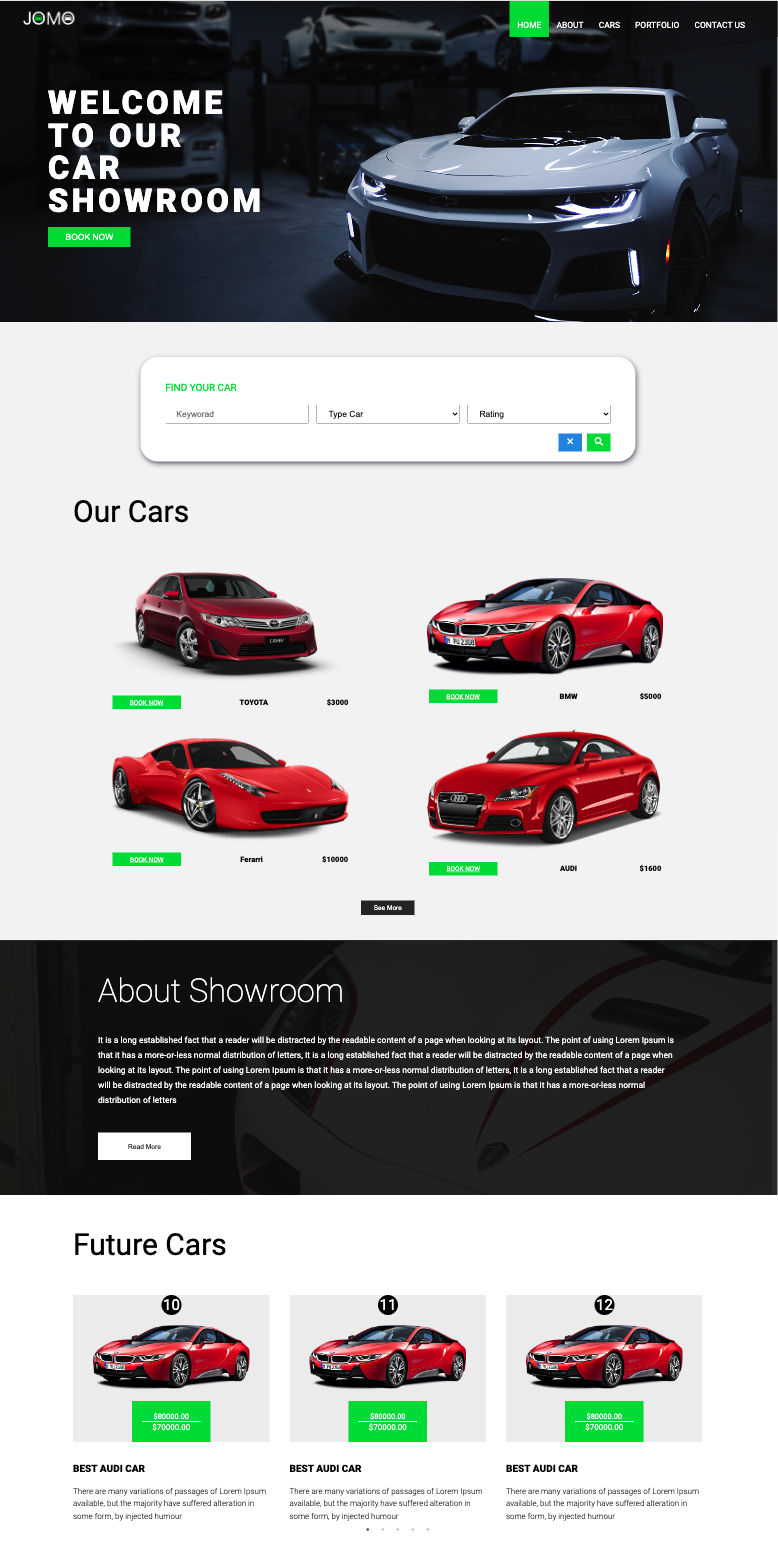 JOMO
HOME ABOUT CARS PORTFOLIO CONTACT US
WELCOME
TO OUR
CAR
SHOWROOM
BOOK NOW
FIND YOUR CAR
Keyworad Type Car Rating
Our Cars
CAMRY
BOOK NOW TOYOTA $3000
BOOK NOW BMW $5000
BOOK NOW Ferarri $10000
BOOK NOW AUDI $1600
See More
About Showroom
It is a long established fact that a reader will be distracted by the readable content of a page when looking at its layout. The point of using Lorem Ipsum is
that it has a more-or-less normal distribution of letters, It is a long established fact that a reader will be distracted by the readable content of a page when
looking at its layout. The point of using Lorem Ipsum is that it has a more-or-less normal distribution of letters, It is a long established fact that a reader
will be distracted by the readable content of a page when looking at its layout. The point of using Lorem Ipsum is that it has a more-or-less normal
distribution of letters
Read More
Future Cars
10
$80000.00
$70000.00
BEST AUDI CAR
There are many variations of passages of Lorem Ipsum
available, but the majority have suffered alteration in
some form, by injected humour
11
$80000.00
$70000.00
BEST AUDI CAR
There are many variations of passages of Lorem Ipsum
available, but the majority have suffered alteration in
some form, by injected humour
12
$80000.00
$70000.00
BEST AUDI CAR
There are many variations of passages of Lorem Ipsum
available, but the majority have suffered alteration in
some form, by injected humour